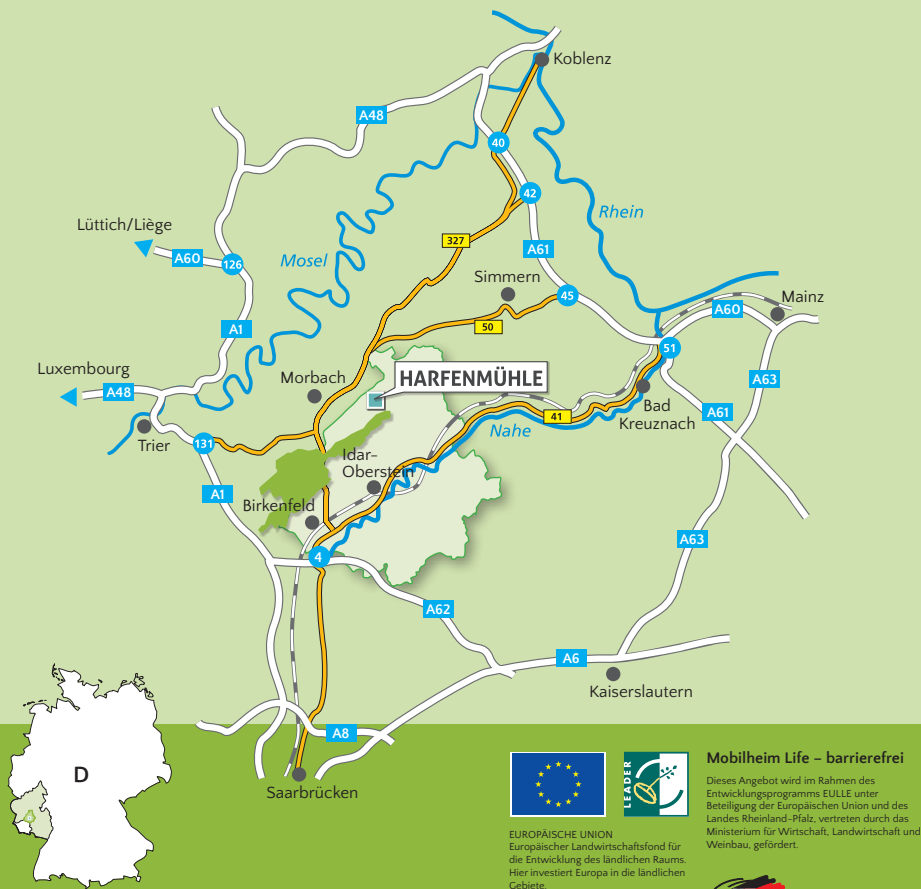 Koblenz
A48
40
42
Rhein
Lüttich/Liège
327
A61
A60
126
Mosel
Simmern
45
Mainz
A60
A1
50
51
Luxembourg
A48
Morbach
HARFENMÜHLE
A63
Bad
Kreuznach
A61
41
Trier
131
Nahe
Idar-
Oberstein
A1
Birkenfeld
4
A63
A62
A6
Kaiserslautern
A8
D
Saarbrücken
LEADER
EUROPÄISCHE UNION
Europäischer Landwirtschaftsfond für
die Entwicklung des ländlichen Raums.
Hier investiert Europa in die ländlichen
Gebiete.
Mobilheim Life – barrierefrei
Dieses Angebot wird im Rahmen des
Entwicklungsprogramms EULLE unter
Beteiligung der Europäischen Union und des
Landes Rheinland-Pfalz, vertreten durch das
Ministerium für Wirtschaft, Landwirtschaft und
Weinbau, gefördert.